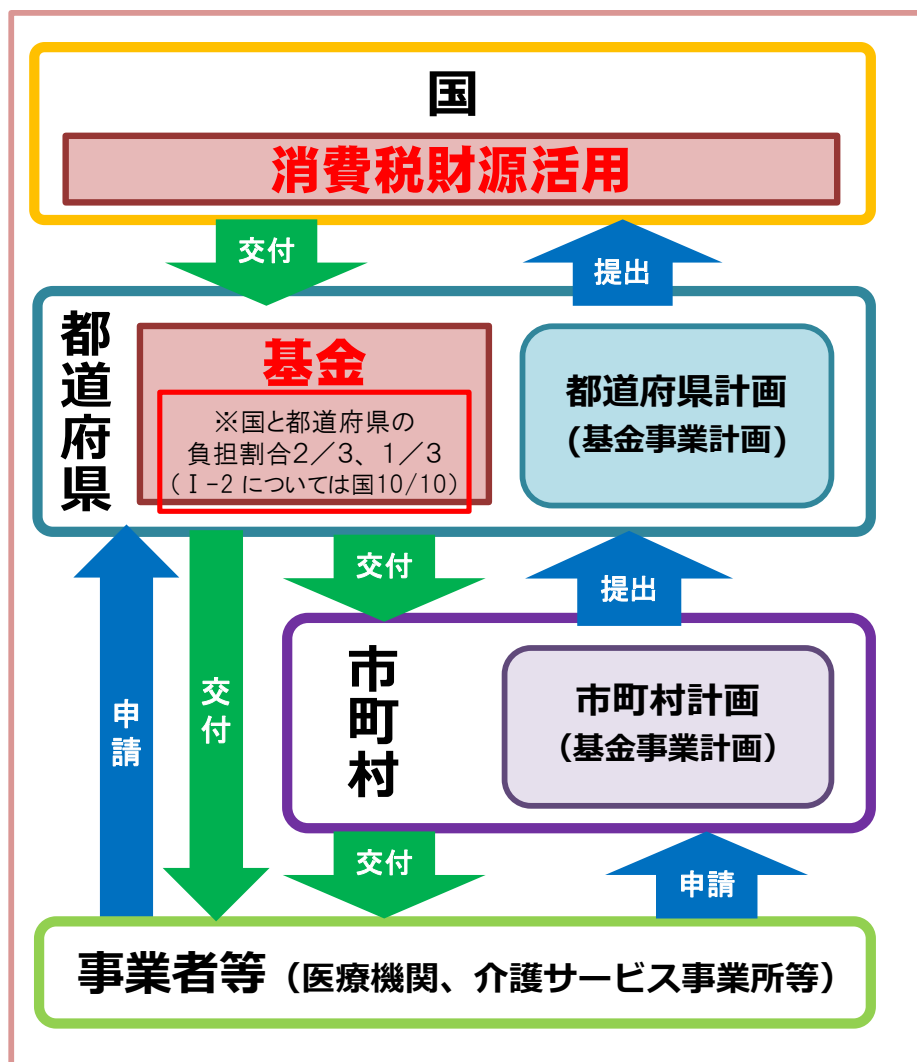 国
消費税財源活用
交付
提出
都道府県
基金
※国と都道府県の
負担割合2/3、1/3
(Ⅰ-2 については国10/10)
都道府県計画
(基金事業計画)
交付
提出
申請
交付
市町村
市町村計画
(基金事業計画)
交付
申請
事業者等 (医療機関、介護サービス事業所等)